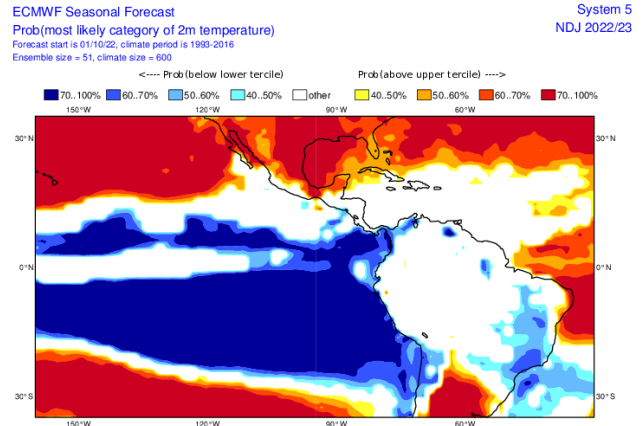 ECMWF Seasonal Forecast
System 5
Prob(most likely category of 2m temperature)
NDJ 2022/23
Forecast start is 01/10/22, climate period is 1993-2016
Ensemble size = 51, climate size = 600
<---- Prob(below lower tercile)
Prob(above upper tercile) ---->
70..100% 60..70% 50..60% 40..50% other 40..50% 50..60% 60..70% 70..100%
150°W 120°W 90°W 60°W
30°N 30°N
0°N 0°N
30°S 30°S
150°W 120°W 90°W 60°W